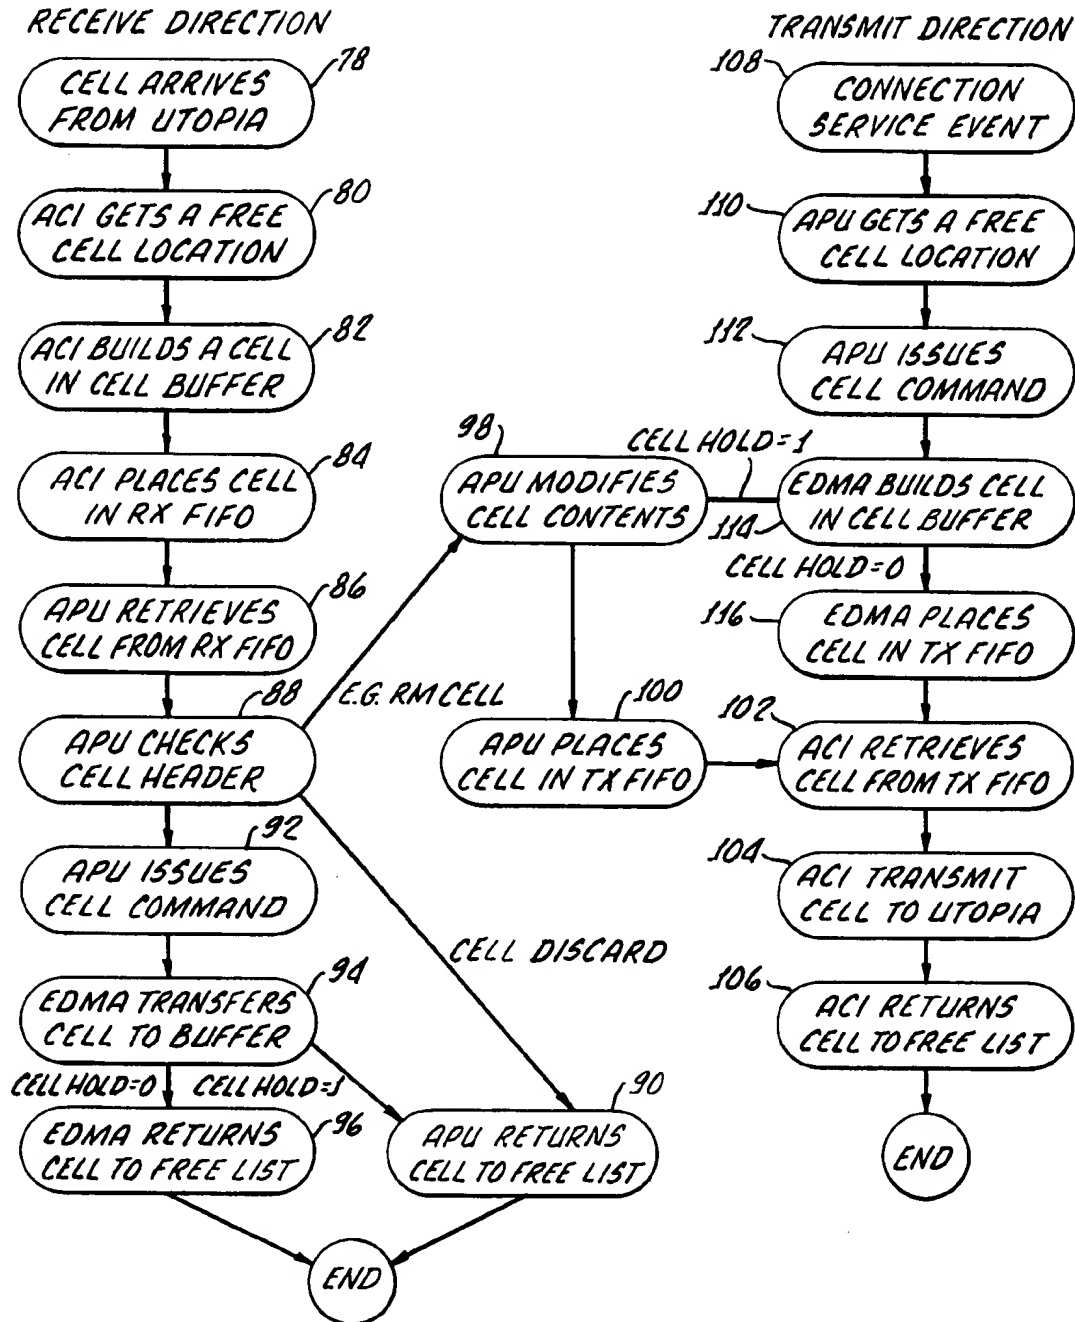 RECEIVE DIRECTION
78
CELL ARRIVES
FROM UTOPIA
80
ACI GETS A FREE
CELL LOCATION
82
ACI BUILDS A CELL
IN CELL BUFFER
84
ACI PLACES CELL
IN RX FIFO
86
APU RETRIEVES
CELL FROM RX FIFO
88
APU CHECKS
CELL HEADER
E.G. RM CELL
92
APU ISSUES
CELL COMMAND
CELL DISCARD
94
EDMA TRANSFERS
CELL TO BUFFER
CELL HOLD=0
CELL HOLD=1
96
EDMA RETURNS
CELL TO FREE LIST
90
APU RETURNS
CELL TO FREE LIST
END
98
APU MODIFIES
CELL CONTENTS
100
APU PLACES
CELL IN TX FIFO
TRANSMIT DIRECTION
108
CONNECTION
SERVICE EVENT
110
APU GETS A FREE
CELL LOCATION
112
APU ISSUES
CELL COMMAND
CELL HOLD=1
114
EDMA BUILDS CELL
IN CELL BUFFER
CELL HOLD=0
116
EDMA PLACES
CELL IN TX FIFO
102
ACI RETRIEVES
CELL FROM TX FIFO
104
ACI TRANSMIT
CELL TO UTOPIA
106
ACI RETURNS
CELL TO FREE LIST
END